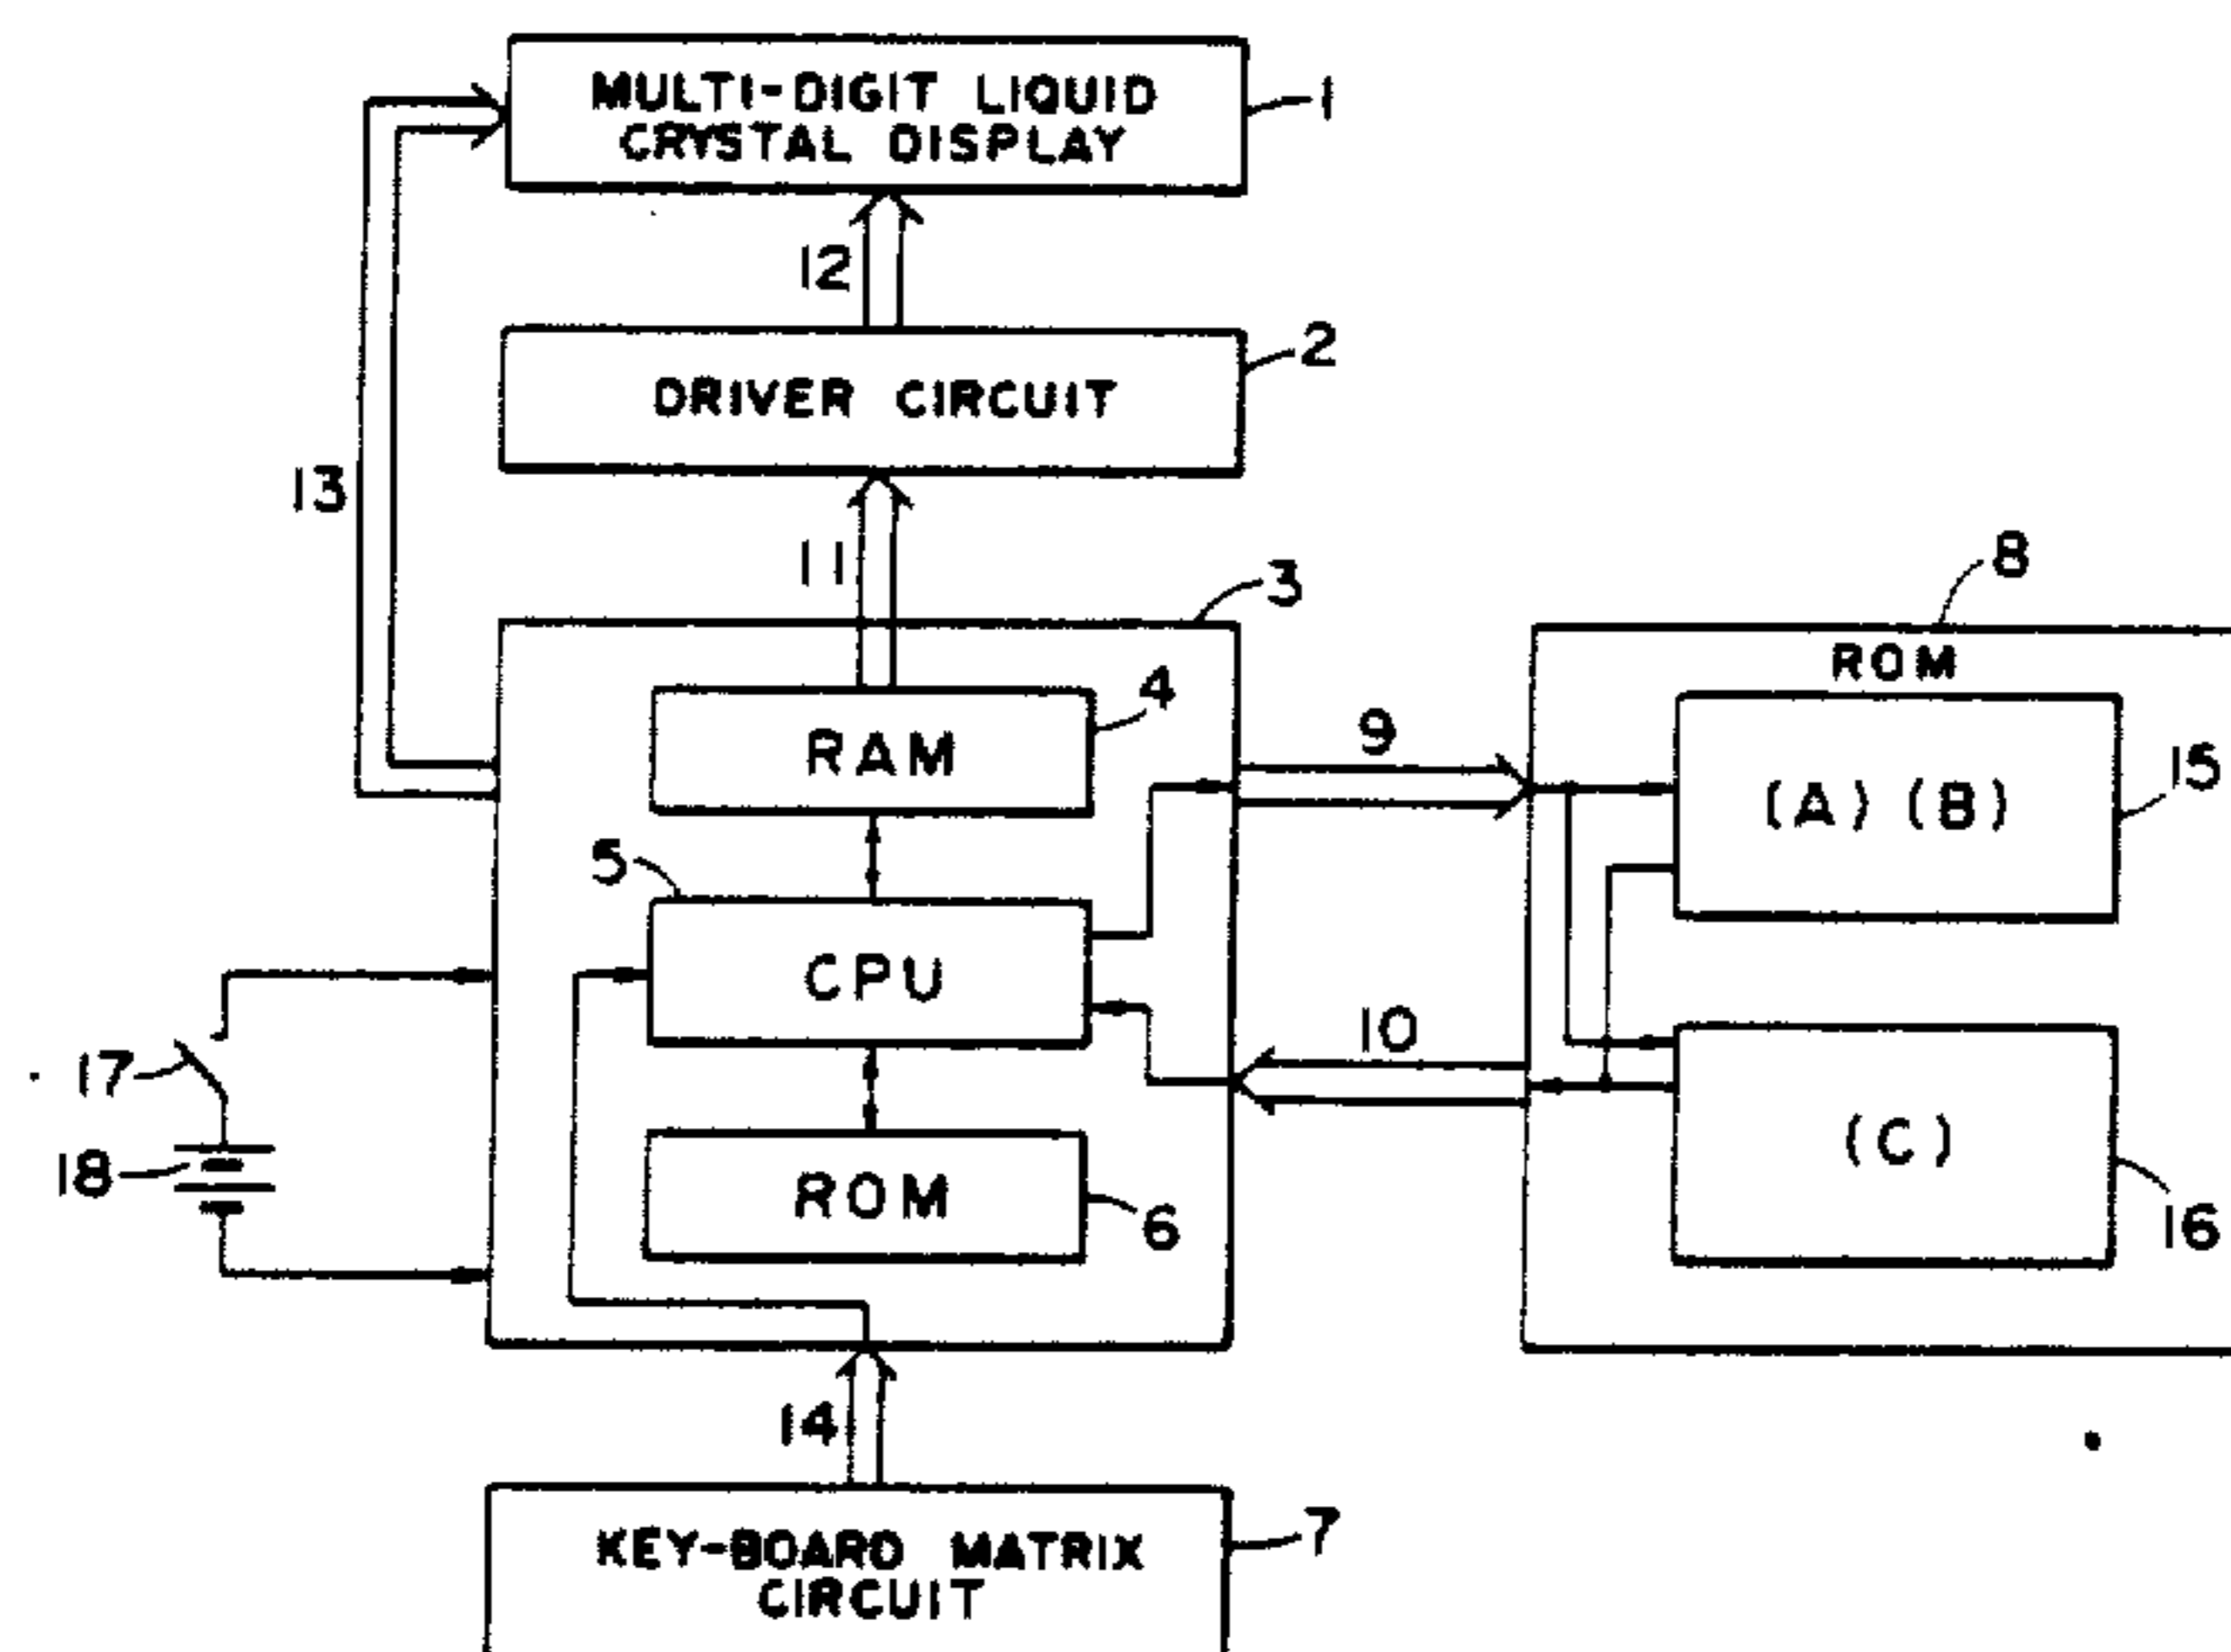 MULTI-DIGIT LIQUID
CRYSTAL DISPLAY
1
12
DRIVER CIRCUIT
2
13
11
3
8
ROM
RAM
4
9
(A) (B)
15
5
CPU
10
17
(C)
18
ROM
6
16
14
KEY-BOARD MATRIX
CIRCUIT
7